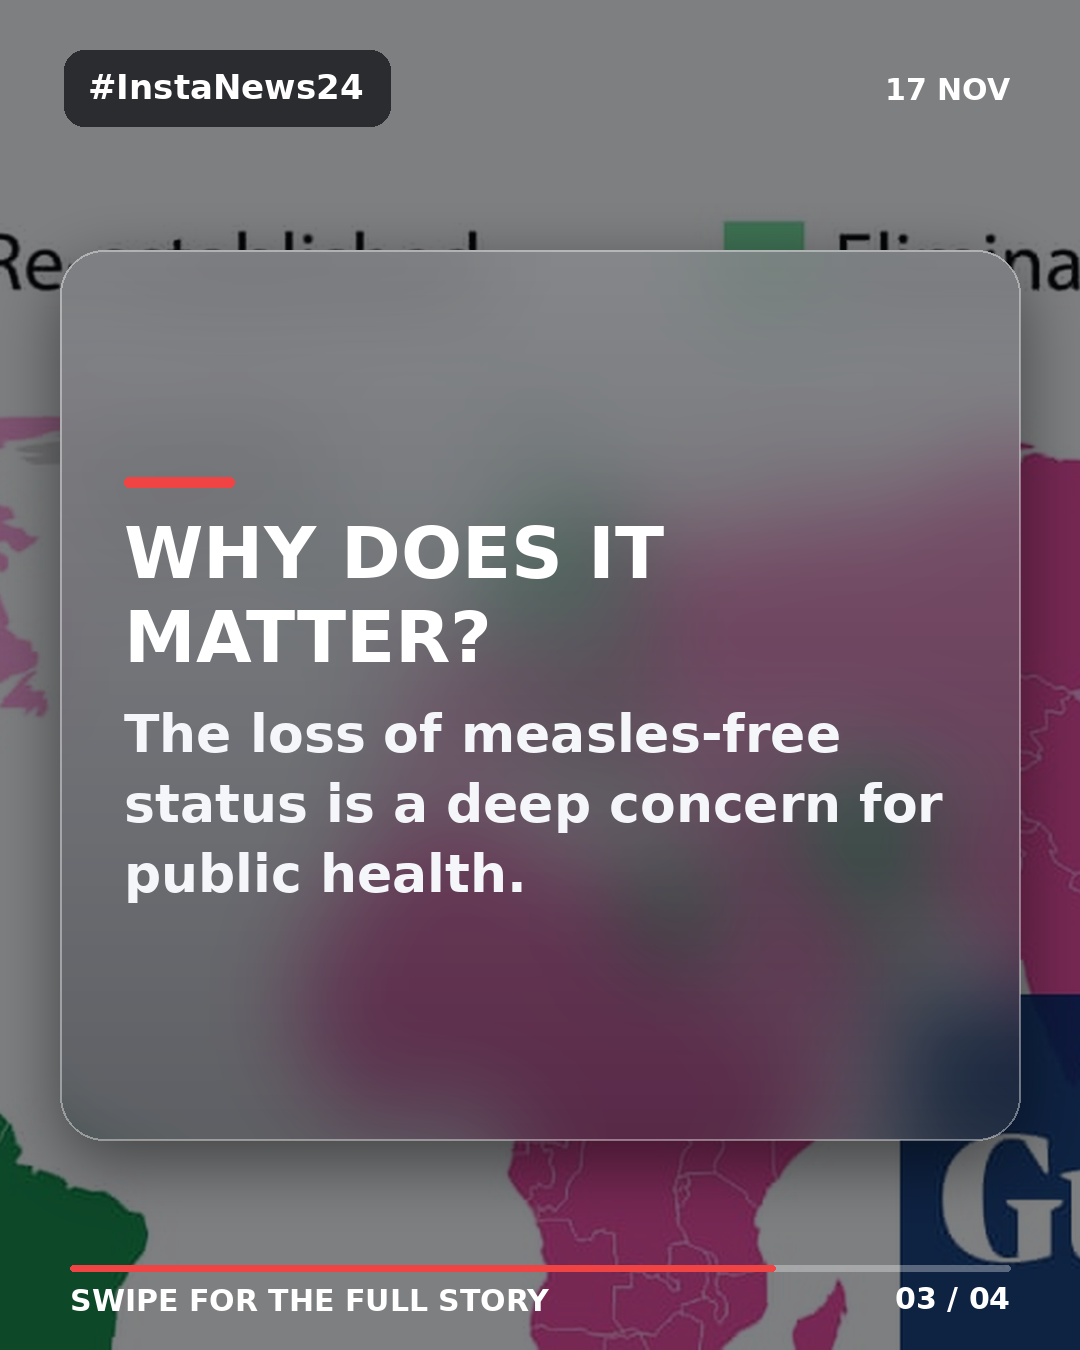 #InstaNews24
17 NOV
WHY DOES IT
MATTER?
The loss of measles-free
status is a deep concern for
public health.
SWIPE FOR THE FULL STORY
03 / 04